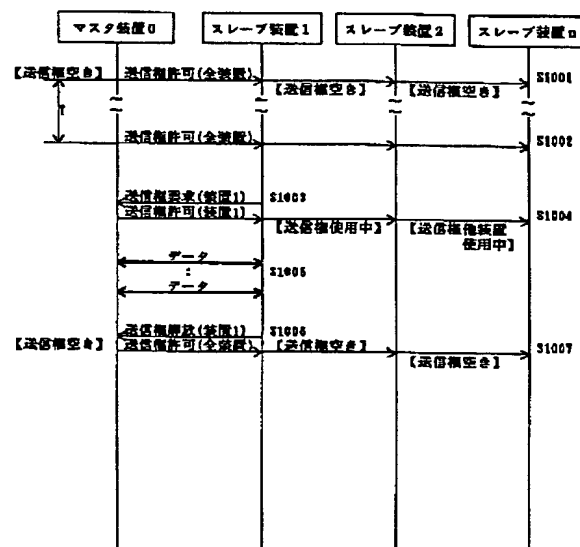 マスタ装置0 スレーブ装置1 スレーブ装置2 スレーブ装置n
【送信権空き】 送信権許可(全装置) 【送信権空き】 【送信権空き】 S1001
T
送信権許可(全装置) S1002
送信権要求(装置1) S1003
送信権許可(装置1) 【送信権使用中】 【送信権他装置 S1004
使用中】
データ
: S1005
データ
送信権解放(装置1) S1006
【送信権空き】 送信権許可(全装置) 【送信権空き】 【送信権空き】 S1007